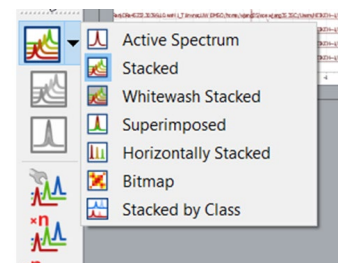 Active Spectrum
Stacked
Whitewash Stacked
Superimposed
Horizontally Stacked
Bitmap
Stacked by Class
×n